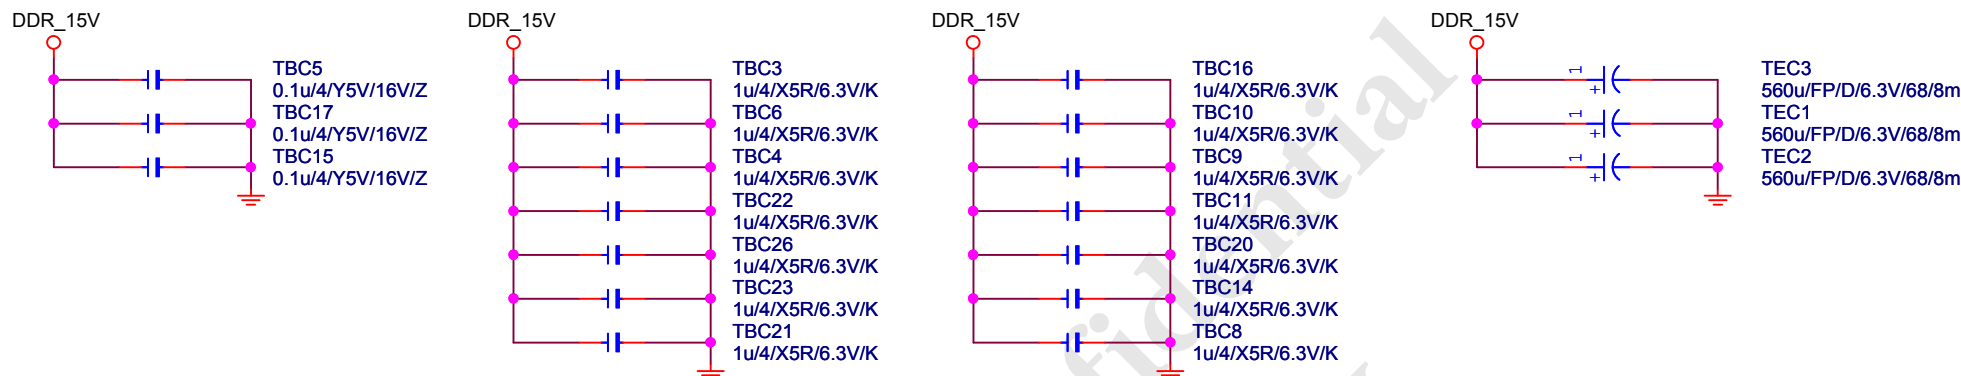 DDR_15V
TBC5
0.1u/4/Y5V/16V/Z
TBC17
0.1u/4/Y5V/16V/Z
TBC15
0.1u/4/Y5V/16V/Z
DDR_15V
TBC3
1u/4/X5R/6.3V/K
TBC6
1u/4/X5R/6.3V/K
TBC4
1u/4/X5R/6.3V/K
TBC22
1u/4/X5R/6.3V/K
TBC26
1u/4/X5R/6.3V/K
TBC23
1u/4/X5R/6.3V/K
TBC21
1u/4/X5R/6.3V/K
DDR_15V
TBC16
1u/4/X5R/6.3V/K
TBC10
1u/4/X5R/6.3V/K
TBC9
1u/4/X5R/6.3V/K
TBC11
1u/4/X5R/6.3V/K
TBC20
1u/4/X5R/6.3V/K
TBC14
1u/4/X5R/6.3V/K
TBC8
1u/4/X5R/6.3V/K
DDR_15V
1
+
TEC3
560u/FP/D/6.3V/68/8m
1
+
TEC1
560u/FP/D/6.3V/68/8m
1
+
TEC2
560u/FP/D/6.3V/68/8m
fidential